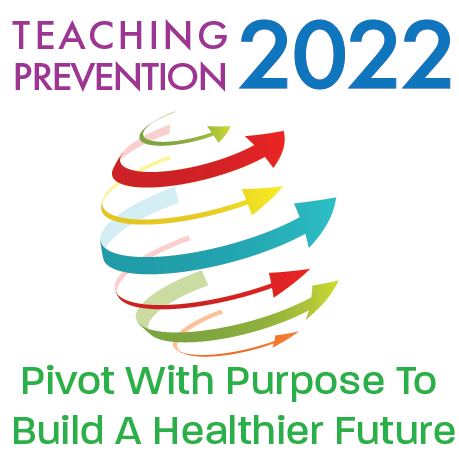 TEACHING 2022
PREVENTION
Pivot With Purpose To
Build A Healthier Future